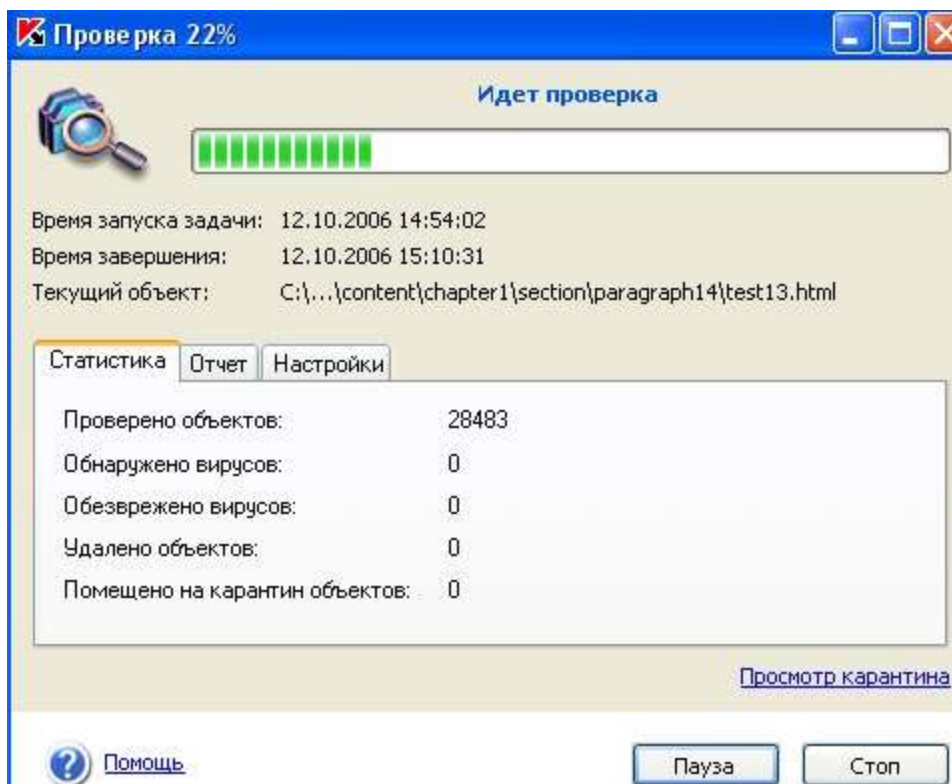 Проверка 22%
Идет проверка
Время запуска задачи: 12.10.2006 14:54:02
Время завершения: 12.10.2006 15:10:31
Текущий объект: C:\...\content\chapter1\section\paragraph14\test13.html
Статистика Отчет Настройки
Проверено объектов: 28483
Обнаружено вирусов: 0
Обезврежено вирусов: 0
Удалено объектов: 0
Помещено на карантин объектов: 0
Просмотр карантина
Помощь Пауза Стоп